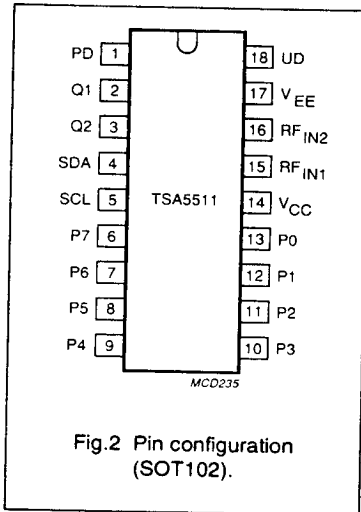 PD 1 18 UD
Q1 2 17 VEE
Q2 3 16 RFIN2
SDA 4 15 RFIN1
SCL 5 TSA5511 14 VCC
P7 6 13 P0
P6 7 12 P1
P5 8 11 P2
P4 9 10 P3
MCD235
Fig.2 Pin configuration
(SOT102).